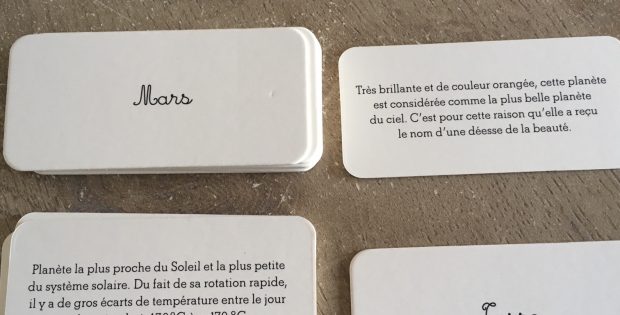 Mars
Très brillante et de couleur orangée, cette planète
est considérée comme la plus belle planète
du ciel. C'est pour cette raison qu'elle a reçu
le nom d'une déesse de la beauté.
Planète la plus proche du Soleil et la plus petite
du système solaire. Du fait de sa rotation rapide,
il y a de gros écarts de température entre le jour